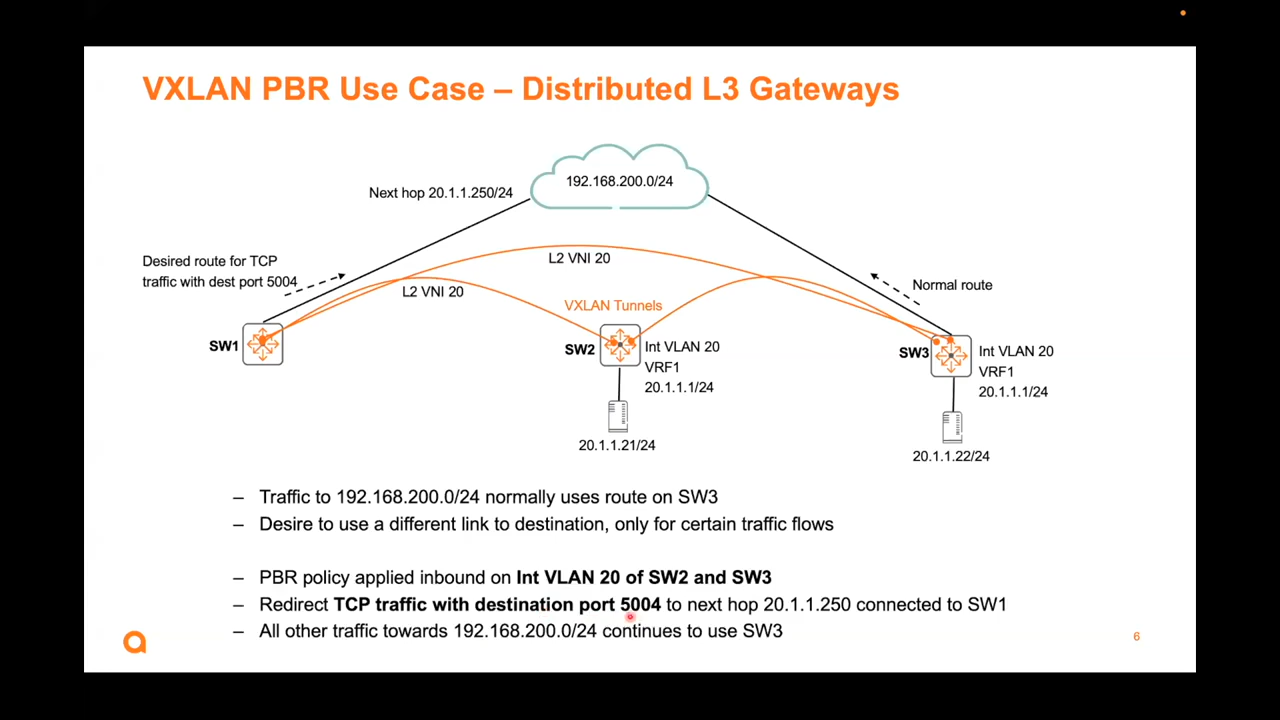 VXLAN PBR Use Case – Distributed L3 Gateways
192.168.200.0/24
Next hop 20.1.1.250/24
Desired route for TCP
traffic with dest port 5004
L2 VNI 20
L2 VNI 20
Normal route
VXLAN Tunnels
SW1
SW2
Int VLAN 20
VRF1
20.1.1.1/24
SW3
Int VLAN 20
VRF1
20.1.1.1/24
20.1.1.21/24
20.1.1.22/24
– Traffic to 192.168.200.0/24 normally uses route on SW3
– Desire to use a different link to destination, only for certain traffic flows
– PBR policy applied inbound on Int VLAN 20 of SW2 and SW3
– Redirect TCP traffic with destination port 5004 to next hop 20.1.1.250 connected to SW1
– All other traffic towards 192.168.200.0/24 continues to use SW3
6